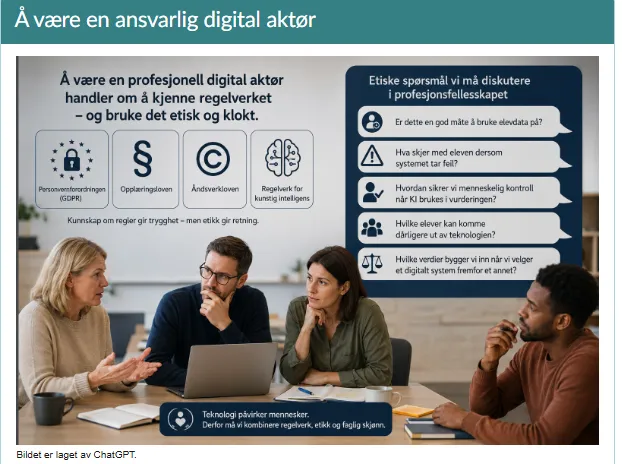 Å være en ansvarlig digital aktør
Å være en profesjonell digital aktør
handler om å kjenne regelverket
– og bruke det etisk og klokt.
Personvernforordningen
(GDPR)
§
Opplæringsloven
©
Åndsverkloven
Regelverk for
kunstig intelligens
Kunnskap om regler gir trygghet – men etikk gir retning.
Etiske spørsmål vi må diskutere
i profesjonsfellesskapet
Er dette en god måte å bruke elevdata på?
Hva skjer med eleven dersom
systemet tar feil?
Hvordan sikrer vi menneskelig kontroll
når KI brukes i vurderingen?
Hvilke elever kan komme
dårligere ut av teknologien?
Hvilke verdier bygger vi inn når vi velger
et digitalt system fremfor et annet?
Teknologi påvirker mennesker.
Derfor må vi kombinere regelverk, etikk og faglig skjønn.
Bildet er laget av ChatGPT.